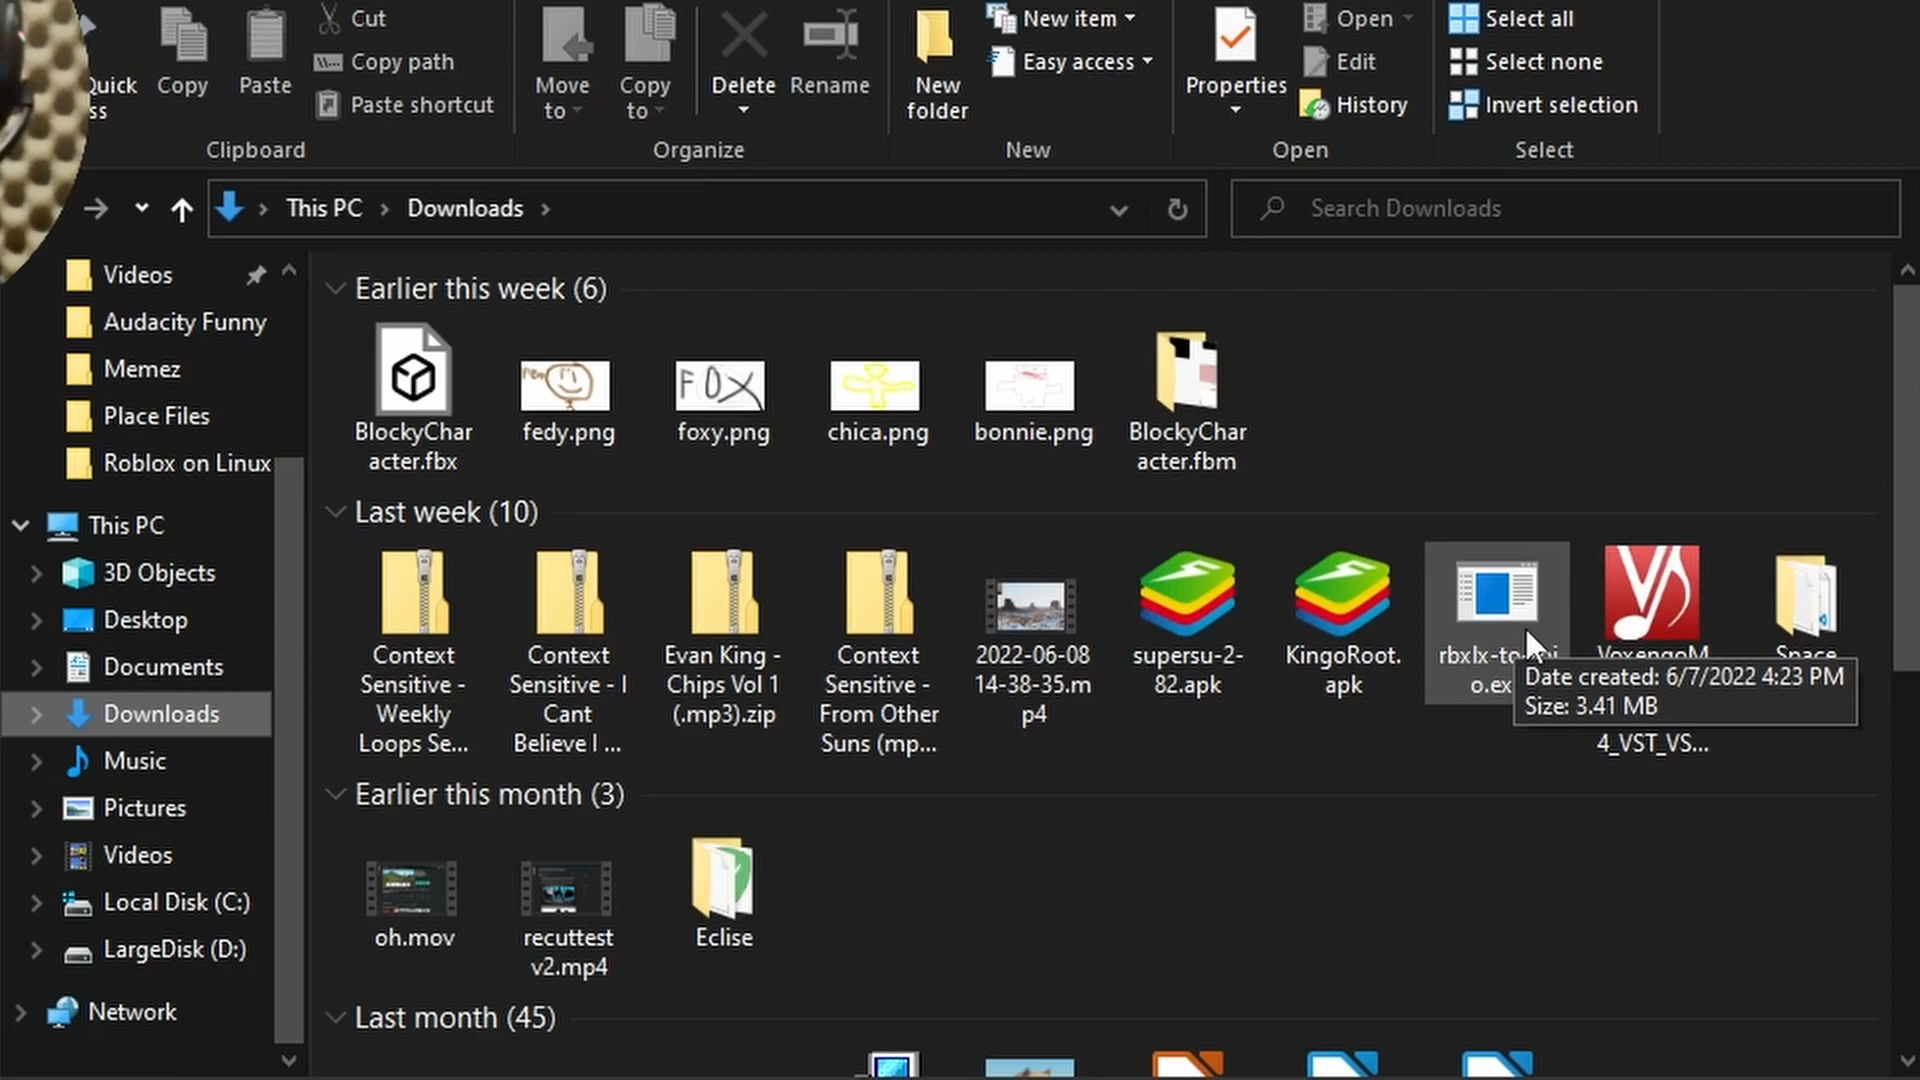 Cut
New item
Open
Select all
Copy path
Easy access
Edit
Select none
Quick
Copy
Paste
Move
Copy
Delete
Rename
New
Properties
ss
Paste shortcut
to
to
folder
History
Invert selection
Clipboard
Organize
New
Open
Select
This PC
Downloads
Search Downloads
Videos
Audacity Funny
Memez
Place Files
Roblox on Linux
This PC
3D Objects
Desktop
Documents
Downloads
Music
Pictures
Videos
Local Disk (C:)
LargeDisk (D:)
Network
Earlier this week (6)
FOX
BlockyChar
acter.fbx
fedy.png
foxy.png
chica.png
bonnie.png
BlockyChar
acter.fbm
Last week (10)
Context
Sensitive -
Weekly
Loops Se...
Context
Sensitive - I
Cant
Believe I ...
Evan King -
Chips Vol 1
(.mp3).zip
Context
Sensitive -
From Other
Suns (mp...
2022-06-08
14-38-35.m
p4
supersu-2-
82.apk
KingoRoot.
apk
Date created: 6/7/2022 4:23 PM
Size: 3.41 MB
4_VST_VS...
Earlier this month (3)
oh.mov
recuttest
v2.mp4
Eclise
Last month (45)